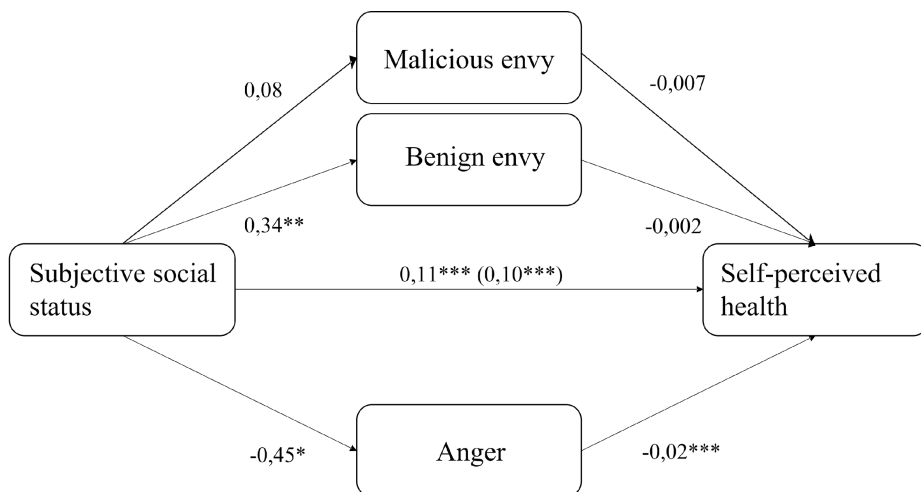 Malicious envy
0,08
-0,007
Benign envy
0,34**
-0,002
Subjective social
status
0,11*** (0,10***)
Self-perceived
health
-0,45*
Anger
-0,02***